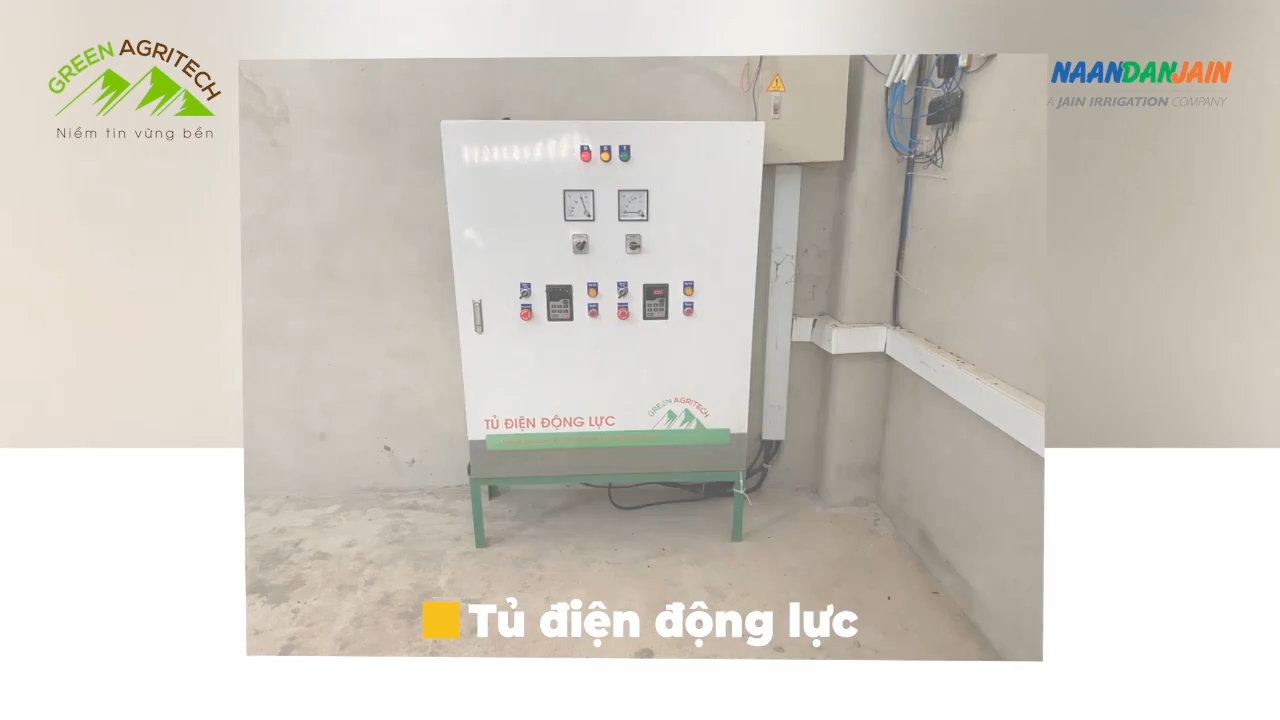 GREEN AGRITECH
Niềm tin vững bền
NAANDANJAIN
A JAIN IRRIGATION COMPANY
TỦ ĐIỆN ĐỘNG LỰC
GREEN AGRITECH
Tủ điện động lực